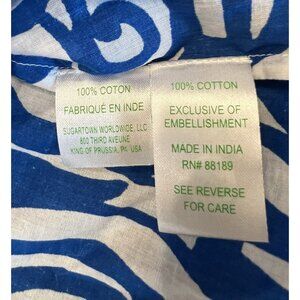 100% COTTON
FABRIQUÉ EN INDE
SUGARTOWN WORLDWIDE, LLC
800 THIRD AVEUNE
KING OF PRUSSIA, PA USA
100% COTTON
EXCLUSIVE OF
EMBELLISHMENT
MADE IN INDIA
RN# 88189
SEE REVERSE
FOR CARE